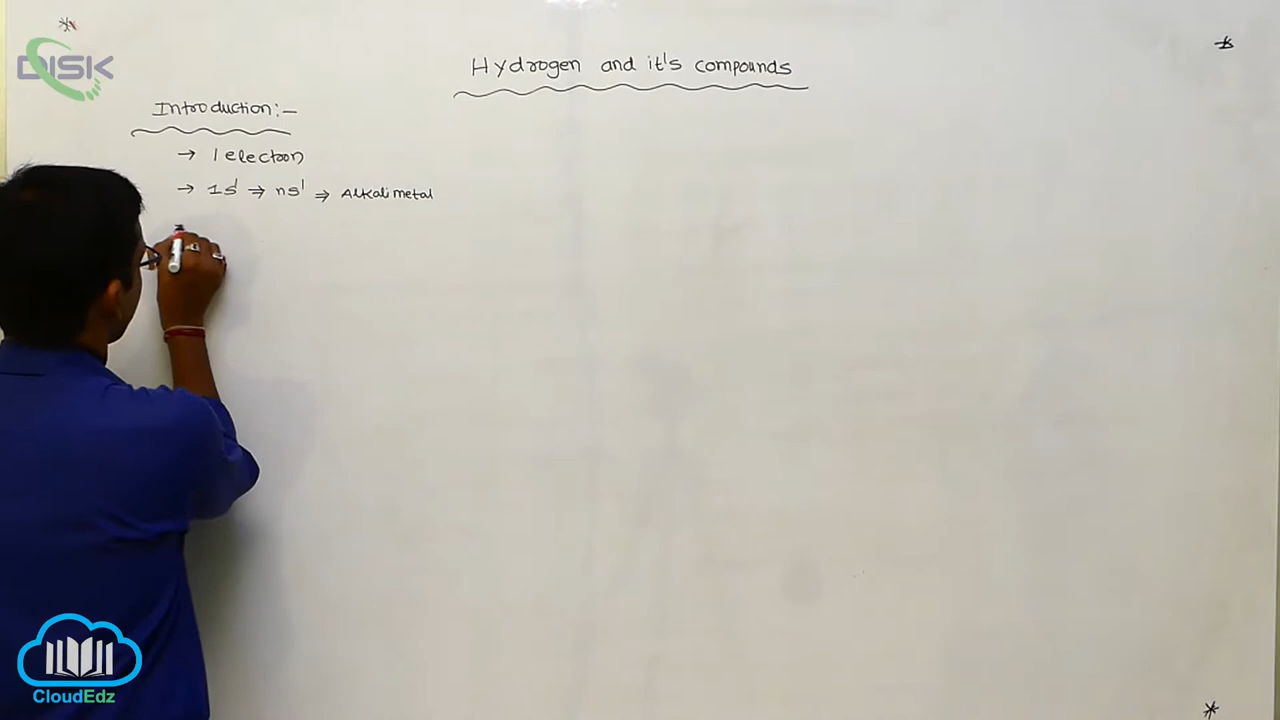 DISK
Hydrogen and it's compounds
Introduction:-
→ 1 electron
→ 1s¹ ⇒ ns¹ ⇒ Alkali metal
CloudEdz